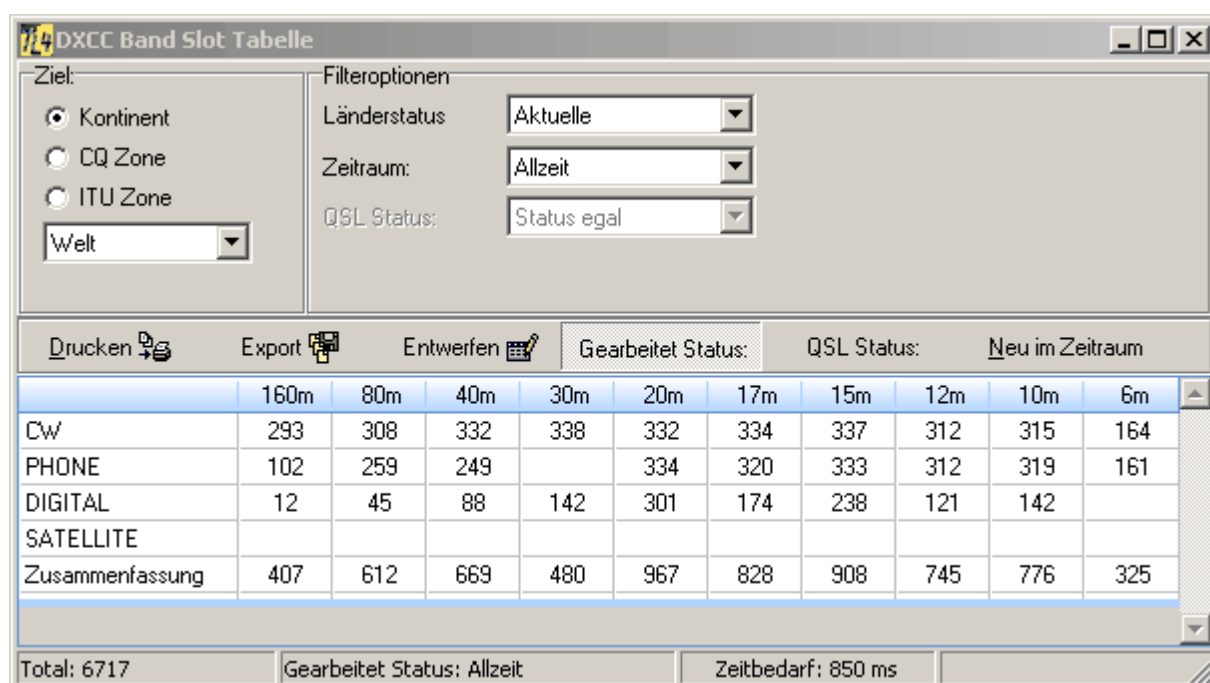 DXCC Band Slot Tabelle
Ziel:
Kontinent
CQ Zone
ITU Zone
Welt
Filteroptionen
Länderstatus Aktuelle
Zeitraum: Allzeit
QSL Status: Status egal
Drucken Export Entwerfen Gearbeitet Status: QSL Status: Neu im Zeitraum
160m 80m 40m 30m 20m 17m 15m 12m 10m 6m
CW 293 308 332 338 332 334 337 312 315 164
PHONE 102 259 249 334 320 333 312 319 161
DIGITAL 12 45 88 142 301 174 238 121 142
SATELLITE
Zusammenfassung 407 612 669 480 967 828 908 745 776 325
Total: 6717 Gearbeitet Status: Allzeit Zeitbedarf: 850 ms